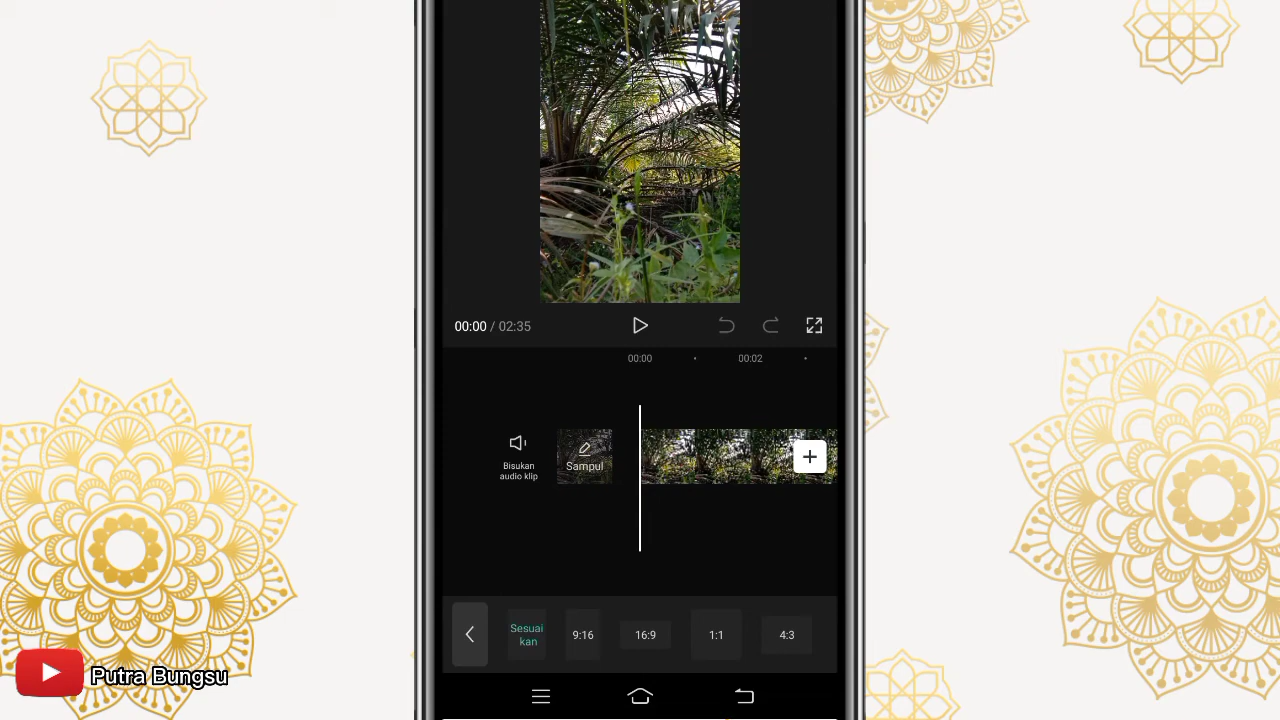 00:00 / 02:35
00:00
00:02
Bisukan
audio klip
Sampul
Sesuai
kan
9:16
16:9
1:1
4:3
Putra Bungsu